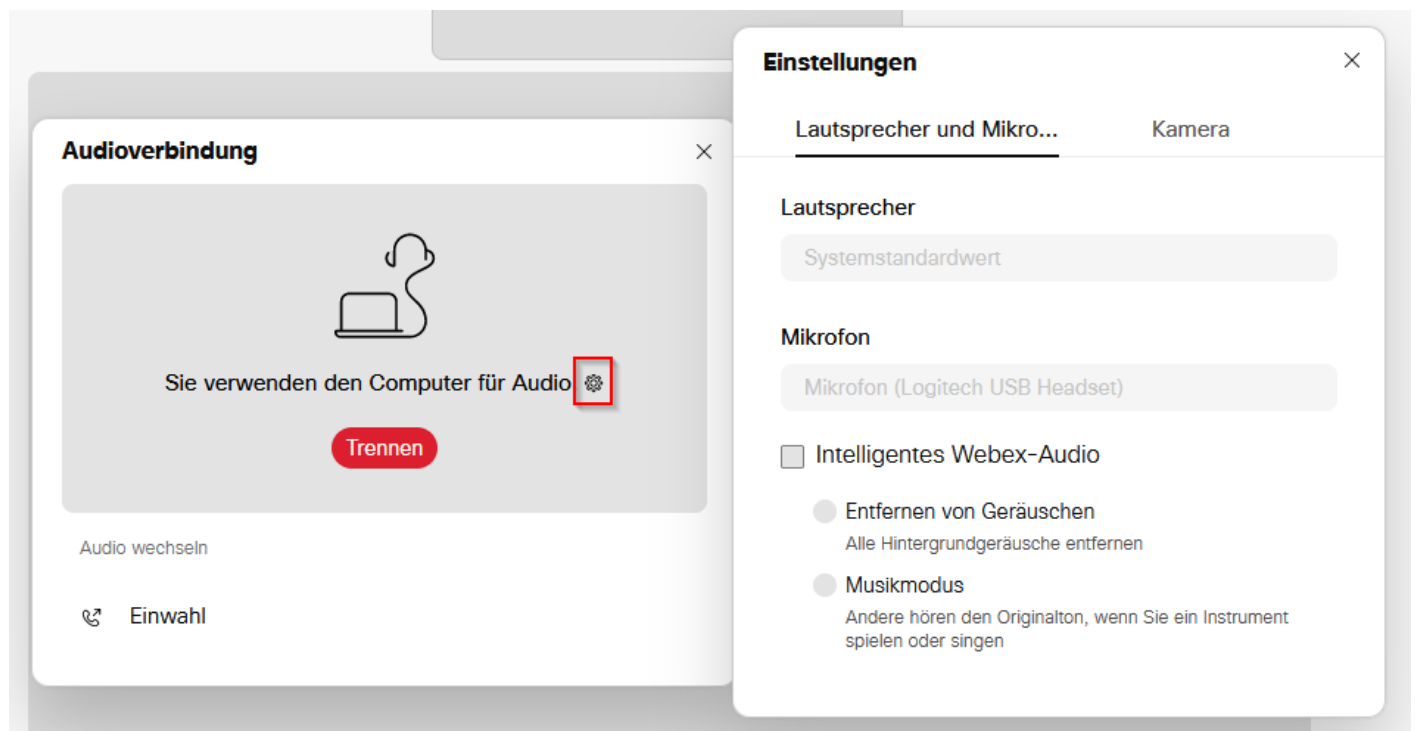 Audioverbindung
Sie verwenden den Computer für Audio
Trennen
Audio wechseln
Einwahl
Einstellungen
Lautsprecher und Mikro...
Kamera
Lautsprecher
Systemstandardwert
Mikrofon
Mikrofon (Logitech USB Headset)
Intelligentes Webex-Audio
Entfernen von Geräuschen
Alle Hintergrundgeräusche entfernen
Musikmodus
Andere hören den Originalton, wenn Sie ein Instrument
spielen oder singen